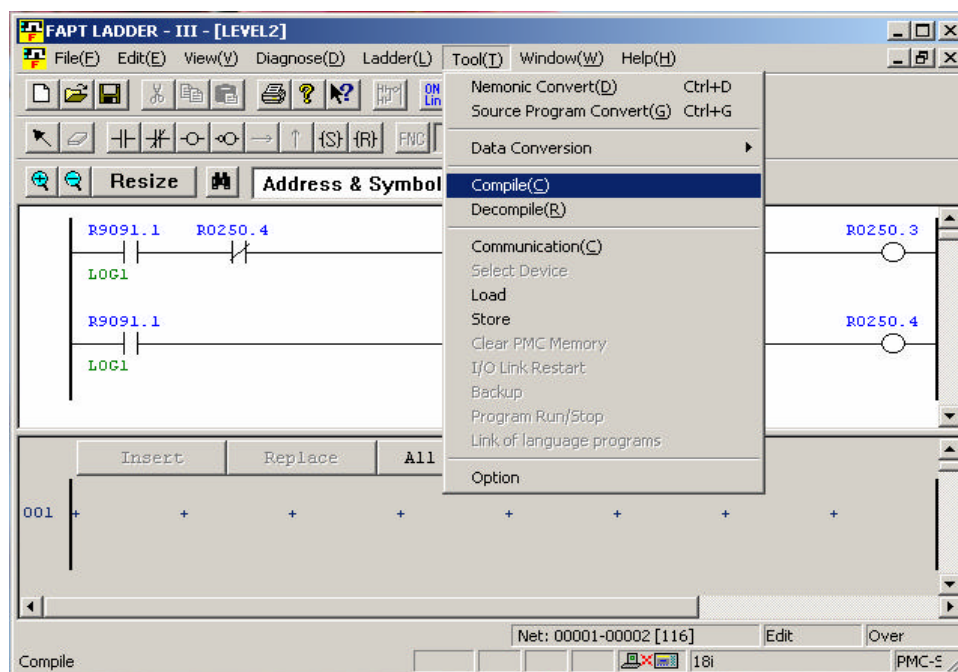 FAPT LADDER - III - [LEVEL2]
File(F) Edit(E) View(V) Diagnose(D) Ladder(L) Tool(T) Window(W) Help(H)
ON
Lin
{S} {R} FNC
Resize Address & Symbol
Nemonic Convert(D) Ctrl+D
Source Program Convert(G) Ctrl+G
Data Conversion
Compile(C)
Decompile(R)
Communication(C)
Select Device
Load
Store
Clear PMC Memory
I/O Link Restart
Backup
Program Run/Stop
Link of language programs
Option
R9091.1 R0250.4 R0250.3
LOG1
R9091.1 R0250.4
LOG1
Insert Replace All
001
Net: 00001-00002 [116] Edit Over
Compile 18i PMC-S